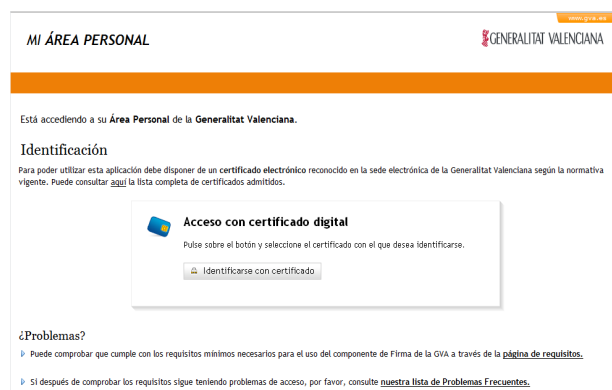 www.gva.es
MI ÁREA PERSONAL
GENERALITAT VALENCIANA
Está accediendo a su Área Personal de la Generalitat Valenciana.
Identificación
Para poder utilizar esta aplicación debe disponer de un certificado electrónico reconocido en la sede electrónica de la Generalitat Valenciana según la normativa
vigente. Puede consultar aquí la lista completa de certificados admitidos.
Acceso con certificado digital
Pulse sobre el botón y seleccione el certificado con el que desea identificarse.
Identificarse con certificado
¿Problemas?
Puede comprobar que cumple con los requisitos mínimos necesarios para el uso del componente de Firma de la GVA a través de la página de requisitos.
Si después de comprobar los requisitos sigue teniendo problemas de acceso, por favor, consulte nuestra lista de Problemas Frecuentes.